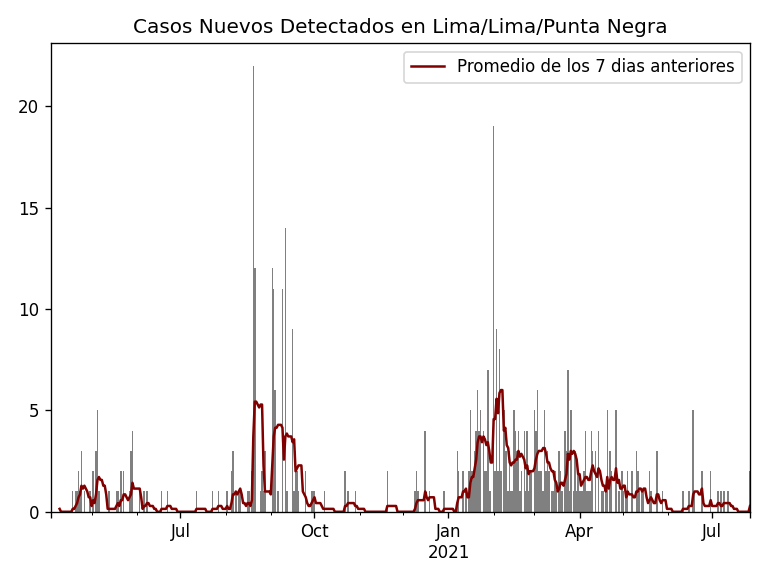 Casos Nuevos Detectados en Lima/Lima/Punta Negra
Promedio de los 7 dias anteriores
20
15
10
5
0
Jul
Oct
Jan
2021
Apr
Jul